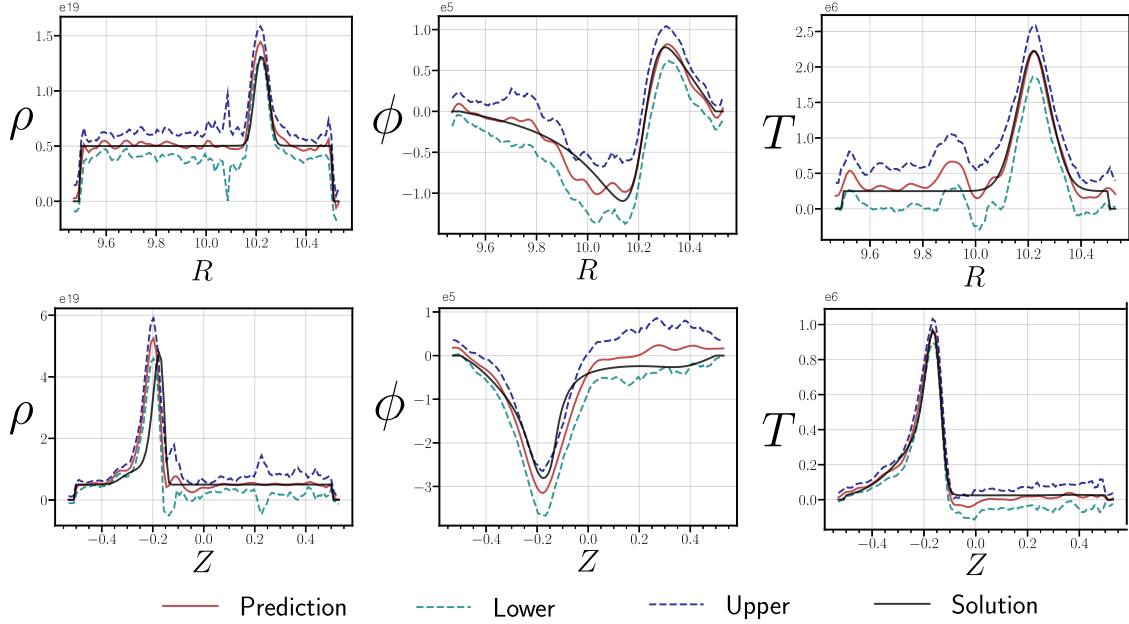 e19
1.5
1.0
0.5
0.0
ρ
9.6 9.8 10.0 10.2 10.4
R
e5
1.0
0.5
0.0
−0.5
−1.0
ϕ
9.6 9.8 10.0 10.2 10.4
R
e6
2.5
2.0
1.5
1.0
0.5
0.0
T
9.6 9.8 10.0 10.2 10.4
R
e19
6
4
2
0
ρ
−0.4 −0.2 0.0 0.2 0.4
Z
e5
1
0
−1
−2
−3
ϕ
−0.4 −0.2 0.0 0.2 0.4
Z
e6
1.0
0.8
0.6
0.4
0.2
0.0
T
−0.4 −0.2 0.0 0.2 0.4
Z
Prediction Lower Upper Solution